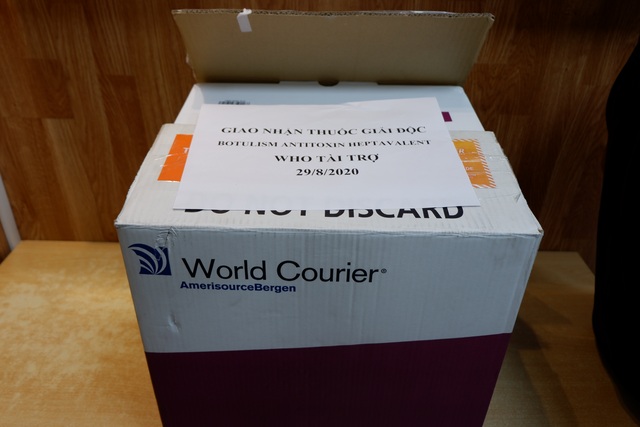 GIAO NHẬN THUỐC GIẢI ĐỘC
BOTULISM ANTITOXIN HEPTAVALENT
WHO TÀI TRỢ
29/8/2020
DO NOT DISCARD
World Courier®
AmerisourceBergen